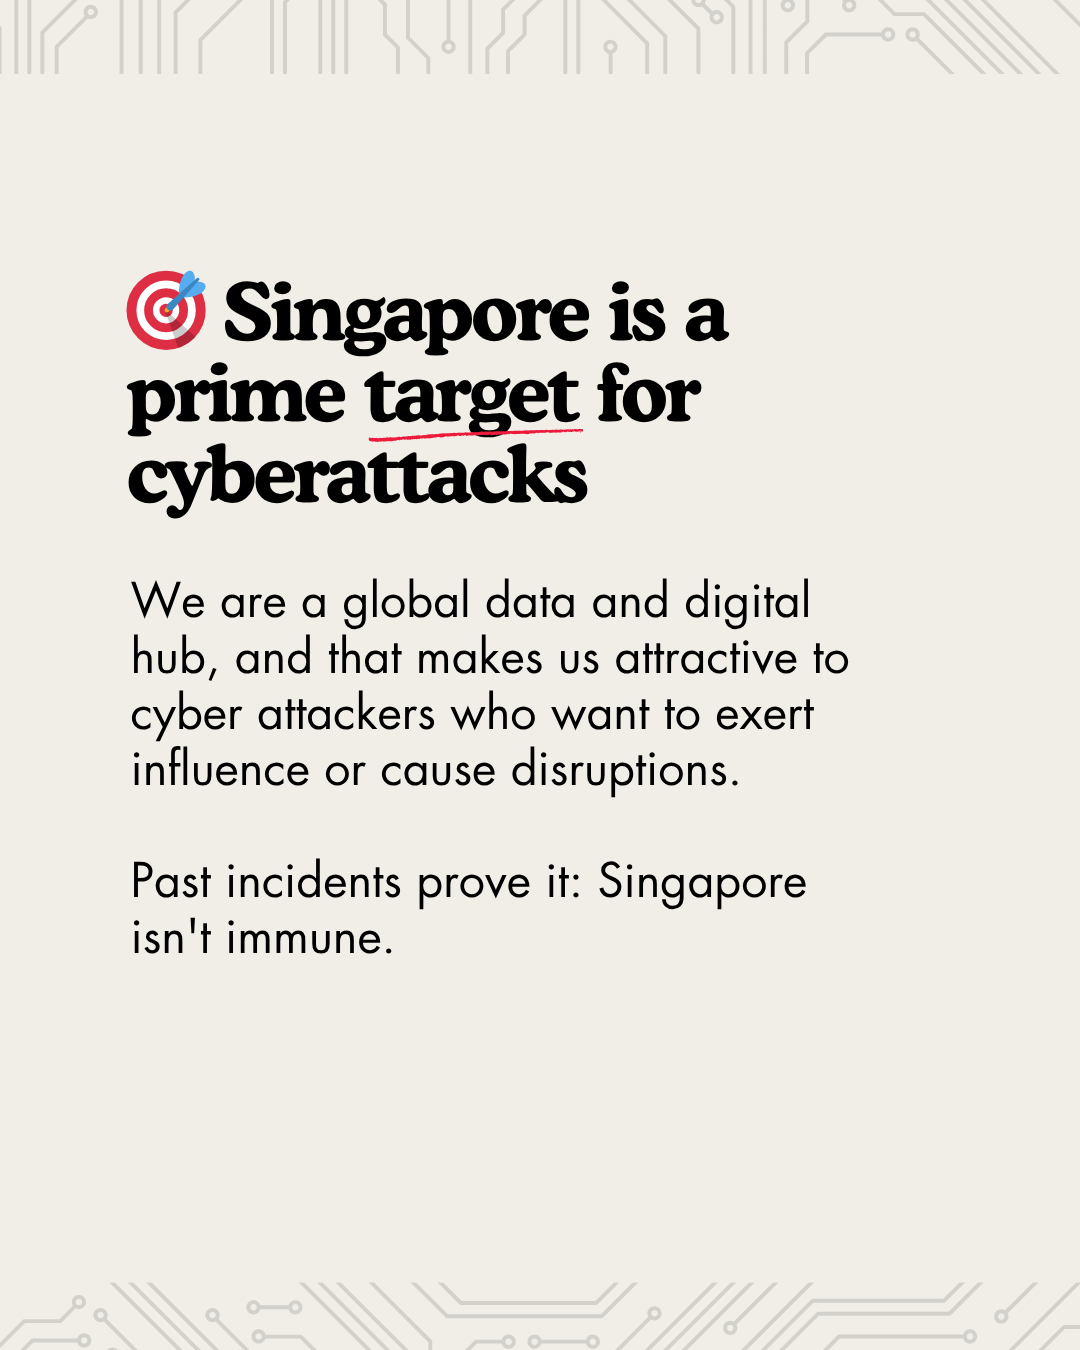 🎯 Singapore is a
prime target for
cyberattacks
We are a global data and digital
hub, and that makes us attractive to
cyber attackers who want to exert
influence or cause disruptions.
Past incidents prove it: Singapore
isn't immune.